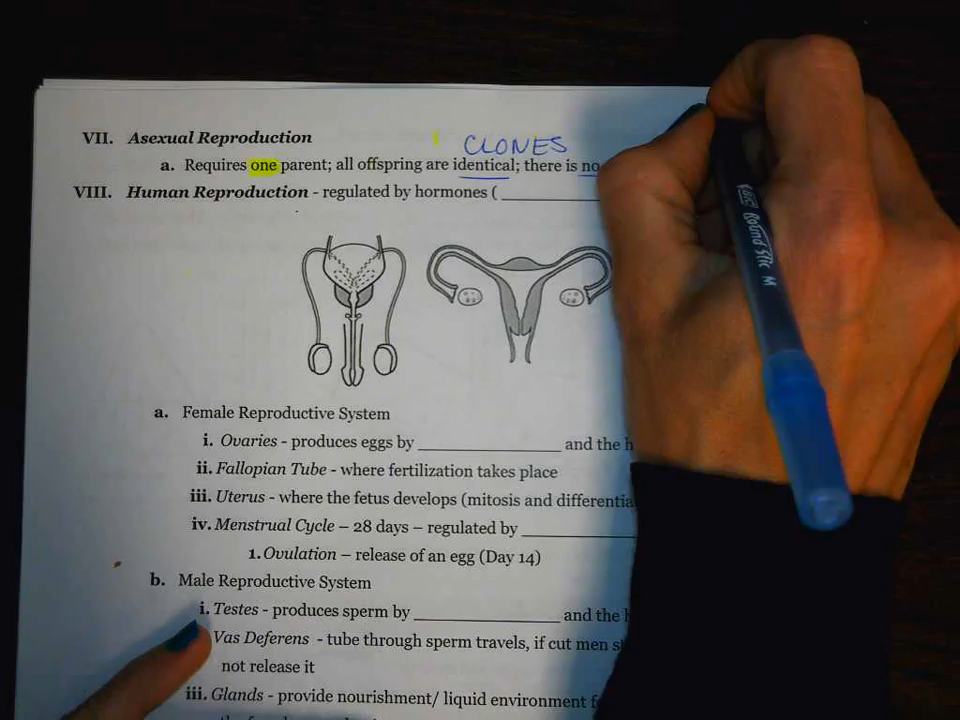 CLONES
VII. Asexual Reproduction
a. Requires one parent; all offspring are identical; there is no
VIII. Human Reproduction - regulated by hormones (__________
a. Female Reproductive System
i. Ovaries - produces eggs by ______________ and the h
ii. Fallopian Tube - where fertilization takes place
iii. Uterus - where the fetus develops (mitosis and differentia
iv. Menstrual Cycle – 28 days – regulated by ___________
1. Ovulation – release of an egg (Day 14)
b. Male Reproductive System
i. Testes - produces sperm by ______________ and the h
Vas Deferens - tube through sperm travels, if cut men s
not release it
iii. Glands - provide nourishment/ liquid environment f
BIC Round Stic M